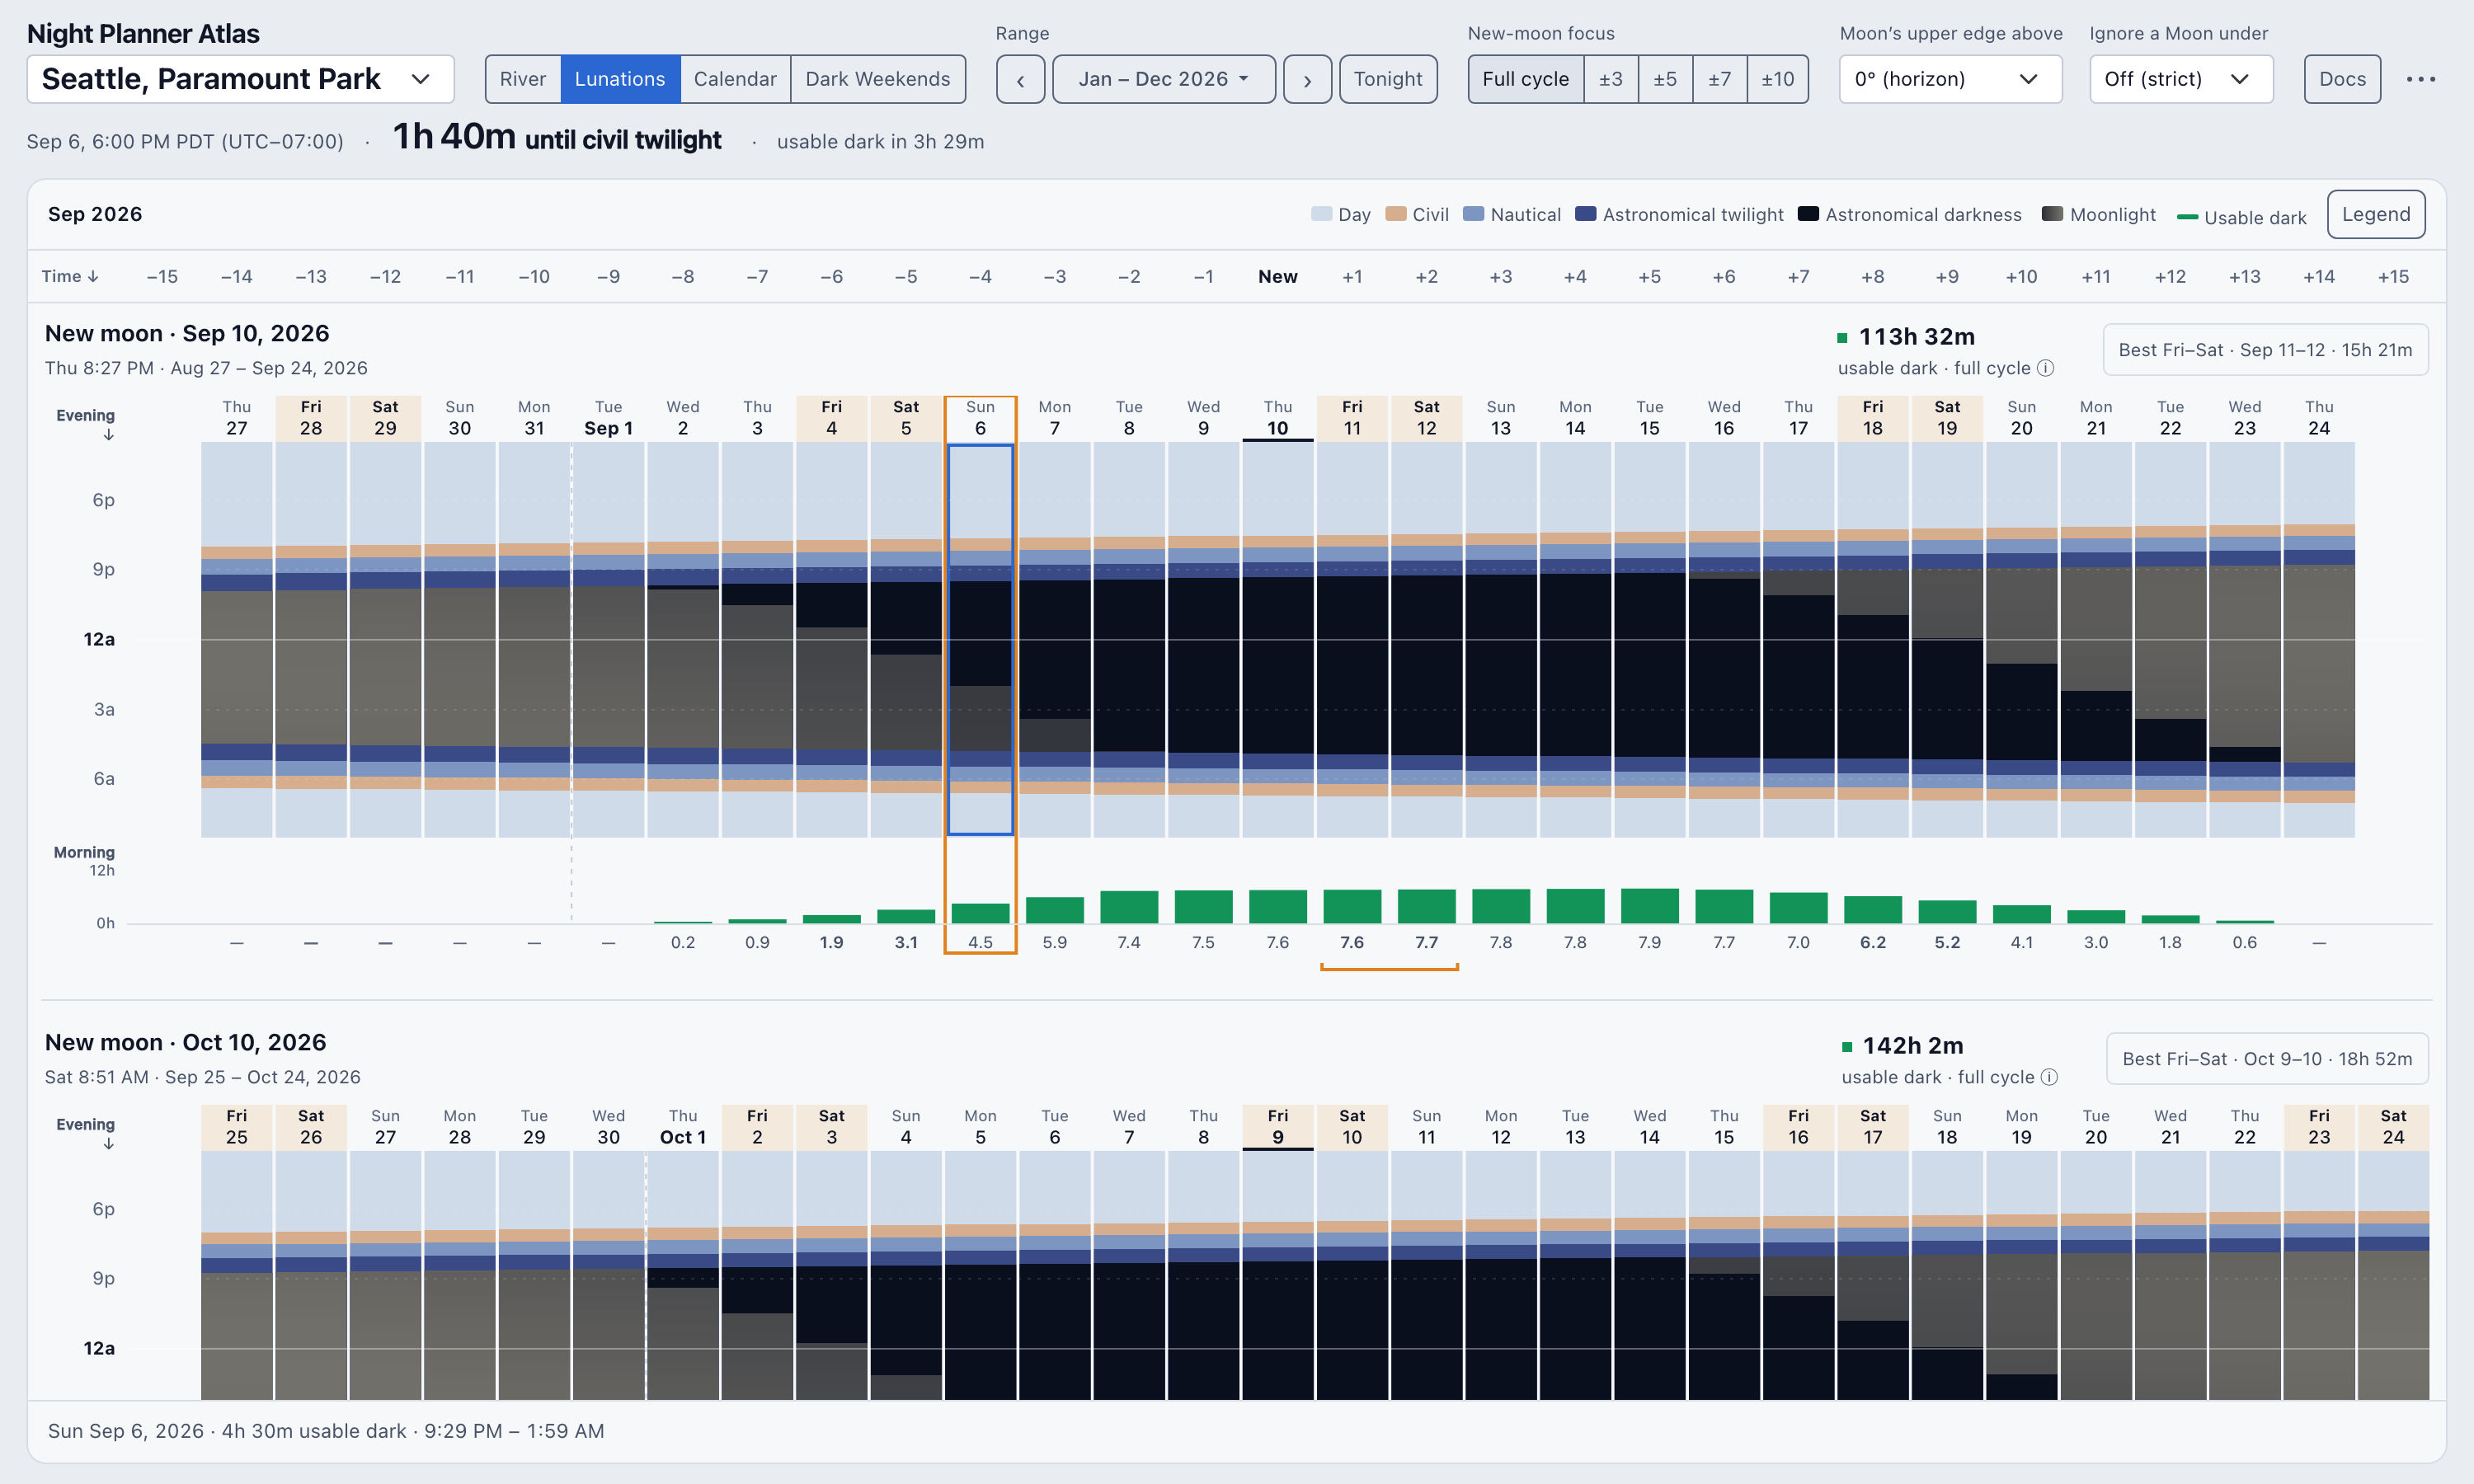 Night Planner Atlas
Range
New-moon focus
Moon's upper edge above
Ignore a Moon under
Seattle, Paramount Park
River Lunations Calendar Dark Weekends
‹ Jan – Dec 2026 › Tonight
Full cycle ±3 ±5 ±7 ±10
0° (horizon)
Off (strict)
Docs
Sep 6, 6:00 PM PDT (UTC−07:00) · 1h 40m until civil twilight · usable dark in 3h 29m
Sep 2026
Day Civil Nautical Astronomical twilight Astronomical darkness Moonlight Usable dark Legend
Time ↓ −15 −14 −13 −12 −11 −10 −9 −8 −7 −6 −5 −4 −3 −2 −1 New +1 +2 +3 +4 +5 +6 +7 +8 +9 +10 +11 +12 +13 +14 +15
New moon · Sep 10, 2026
Thu 8:27 PM · Aug 27 – Sep 24, 2026
113h 32m
usable dark · full cycle ⓘ
Best Fri–Sat · Sep 11–12 · 15h 21m
Evening ↓
Thu Fri Sat Sun Mon Tue Wed Thu Fri Sat Sun Mon Tue Wed Thu Fri Sat Sun Mon Tue Wed Thu Fri Sat Sun Mon Tue Wed Thu
27 28 29 30 31 Sep 1 2 3 4 5 6 7 8 9 10 11 12 13 14 15 16 17 18 19 20 21 22 23 24
6p
9p
12a
3a
6a
Morning
12h
0h
— — — — — — 0.2 0.9 1.9 3.1 4.5 5.9 7.4 7.5 7.6 7.6 7.7 7.8 7.8 7.9 7.7 7.0 6.2 5.2 4.1 3.0 1.8 0.6 —
New moon · Oct 10, 2026
Sat 8:51 AM · Sep 25 – Oct 24, 2026
142h 2m
usable dark · full cycle ⓘ
Best Fri–Sat · Oct 9–10 · 18h 52m
Evening ↓
Fri Sat Sun Mon Tue Wed Thu Fri Sat Sun Mon Tue Wed Thu Fri Sat Sun Mon Tue Wed Thu Fri Sat Sun Mon Tue Wed Thu Fri Sat
25 26 27 28 29 30 Oct 1 2 3 4 5 6 7 8 9 10 11 12 13 14 15 16 17 18 19 20 21 22 23 24
6p
9p
12a
Sun Sep 6, 2026 · 4h 30m usable dark · 9:29 PM – 1:59 AM